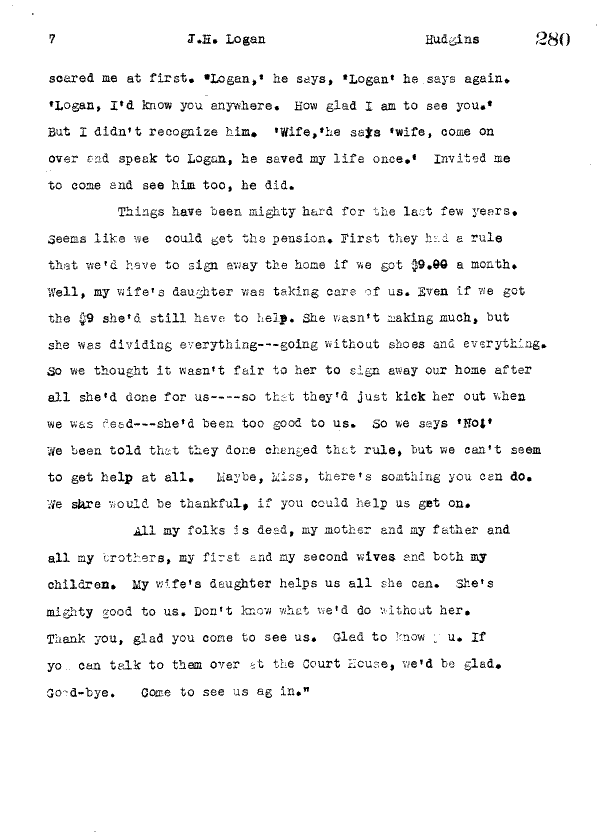 7 J.H. Logan Hudgins 280
scared me at first. "Logan,' he says, 'Logan' he says again.
'Logan, I'd know you anywhere. How glad I am to see you.'
But I didn't recognize him. 'Wife,'he says 'wife, come on
over and speak to Logan, he saved my life once.' Invited me
to come and see him too, he did.
Things have been mighty hard for the last few years.
Seems like we could get the pension. First they had a rule
that we'd have to sign away the home if we got $9.00 a month.
Well, my wife's daughter was taking care of us. Even if we got
the $9 she'd still have to help. She wasn't making much, but
she was dividing everything---going without shoes and everything.
So we thought it wasn't fair to her to sign away our home after
all she'd done for us----so that they'd just kick her out when
we was dead---she'd been too good to us. So we says 'No!'
We been told that they done changed that rule, but we can't seem
to get help at all. Maybe, Miss, there's somthing you can do.
We sure would be thankful, if you could help us get on.
All my folks is dead, my mother and my father and
all my brothers, my first and my second wives and both my
children. My wife's daughter helps us all she can. She's
mighty good to us. Don't know what we'd do without her.
Thank you, glad you come to see us. Glad to know y u. If
yo can talk to them over at the Court House, we'd be glad.
Good-bye. Come to see us ag in."